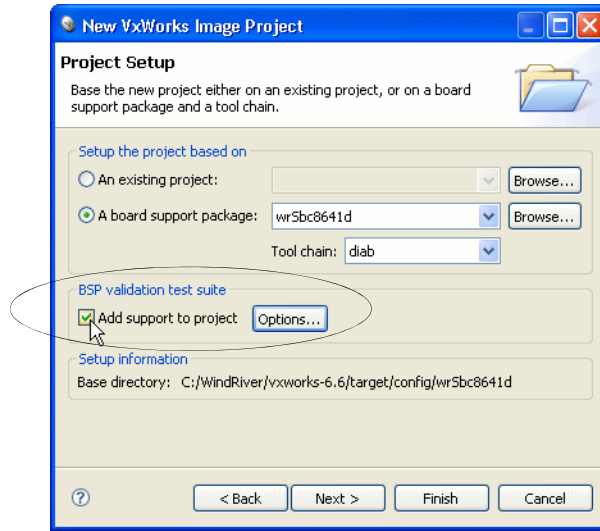 New VxWorks Image Project
Project Setup
Base the new project either on an existing project, or on a board
support package and a tool chain.
Setup the project based on
An existing project: Browse...
A board support package: wrSbc8641d Browse...
Tool chain: diab
BSP validation test suite
Add support to project Options...
Setup information
Base directory: C:/WindRiver/vxworks-6.6/target/config/wrSbc8641d
? < Back Next > Finish Cancel